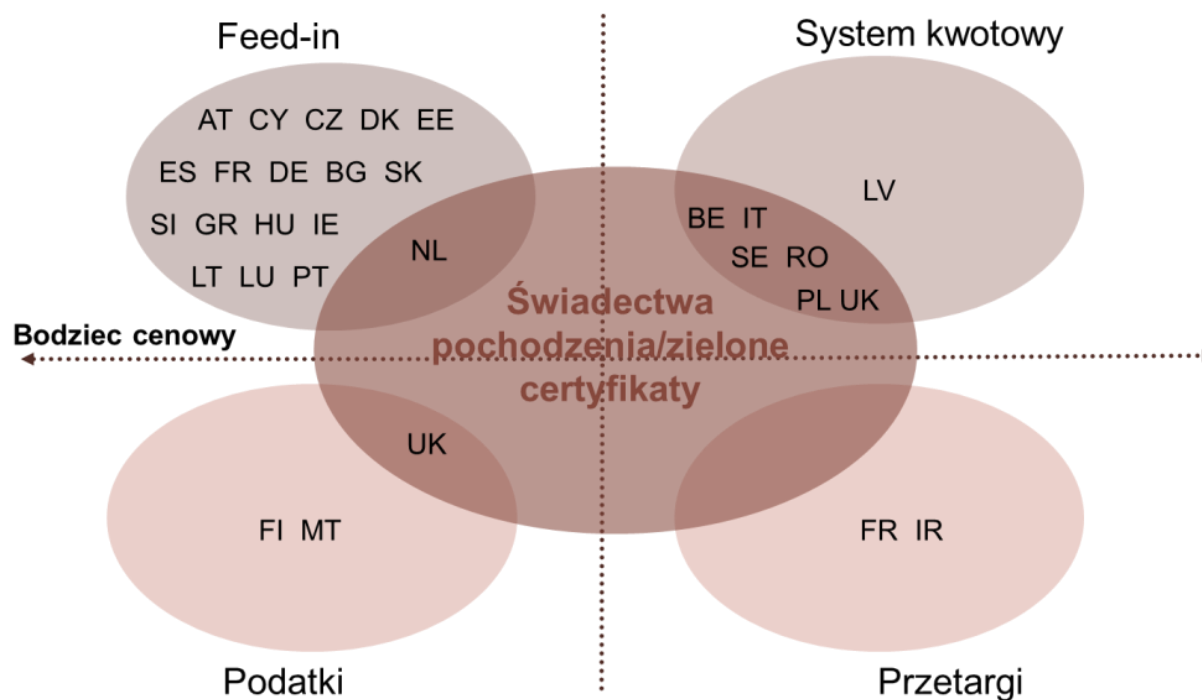 Feed-in
System kwotowy
AT CY CZ DK EE
ES FR DE BG SK
SI GR HU IE
LT LU PT
NL
LV
BE IT
SE RO
PL UK
Świadectwa
pochodzenia/zielone
certyfikaty
Bodziec cenowy
UK
FI MT
FR IR
Podatki
Przetargi